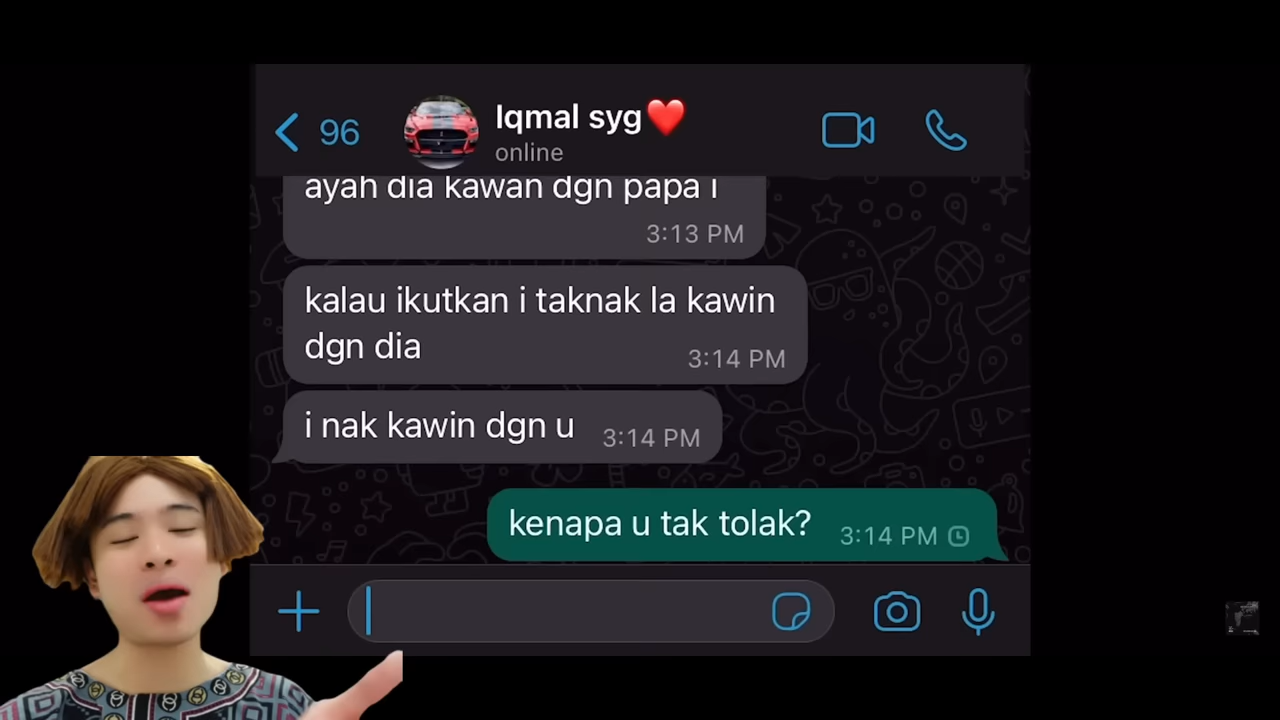 96
Iqmal syg❤️
online
ayah dia kawan dgn papa i
3:13 PM
kalau ikutkan i taknak la kawin
dgn dia
3:14 PM
i nak kawin dgn u
3:14 PM
kenapa u tak tolak?
3:14 PM